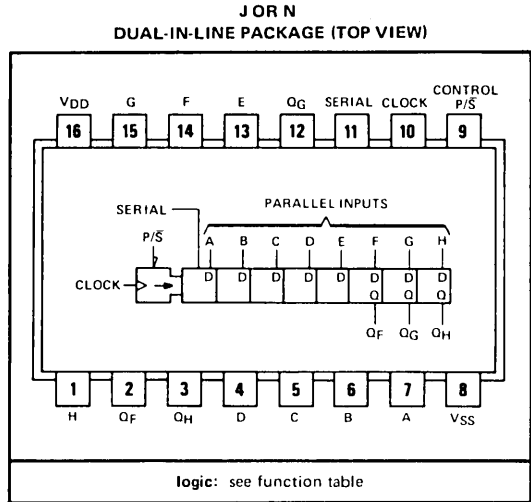 J OR N
DUAL-IN-LINE PACKAGE (TOP VIEW)
VDD G F E QG SERIAL CLOCK CONTROL P/S̅
16 15 14 13 12 11 10 9
PARALLEL INPUTS
SERIAL
A B C D E F G H
P/S̅
D D D D D D D D
CLOCK
Q Q Q
QF QG QH
1 2 3 4 5 6 7 8
H QF QH D C B A VSS
logic: see function table